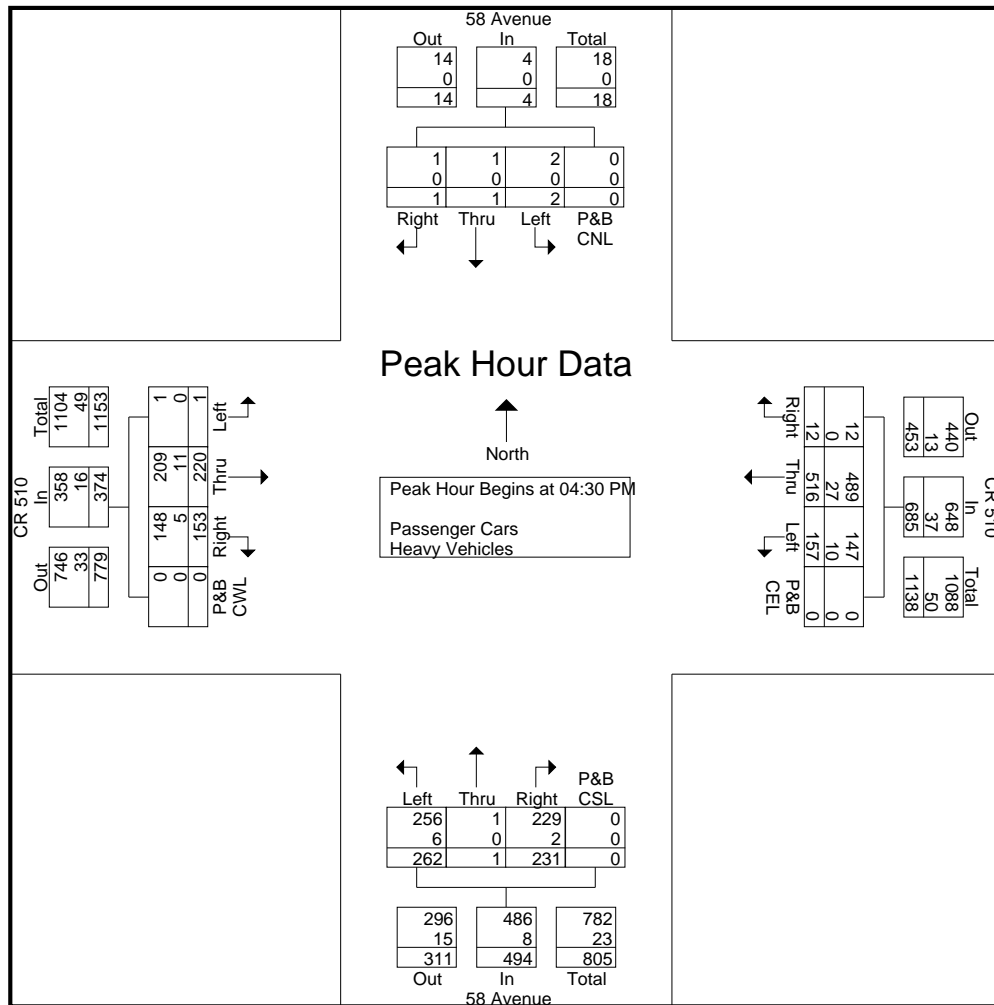 58 Avenue
Out In Total
14 4 18
0 0 0
14 4 18
1 1 2 0
0 0 0 0
1 1 2 0
Right Thru Left P&B
CNL
Peak Hour Data
North
Peak Hour Begins at 04:30 PM
Passenger Cars
Heavy Vehicles
CR 510
Total In Out
1104 358 746
49 16 33
1153 374 779
1 209 148 0
0 11 5 0
1 220 153 0
Left Thru Right P&B
CWL
CR 510
Out In Total
440 648 1088
13 37 50
453 685 1138
12 489 147 0
0 27 10 0
12 516 157 0
Right Thru Left P&B
CEL
P&B
Left Thru Right CSL
256 1 229 0
6 0 2 0
262 1 231 0
296 486 782
15 8 23
311 494 805
Out In Total
58 Avenue